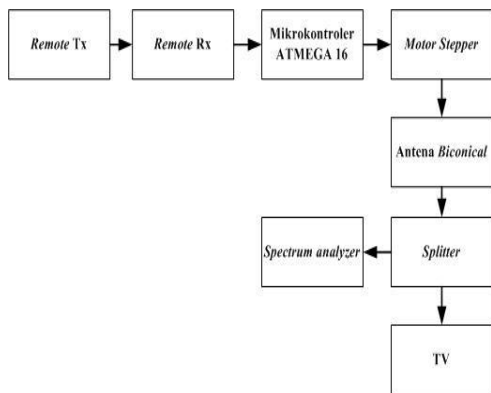 Remote Tx
Remote Rx
Mikrokontroler
ATMEGA 16
Motor Stepper
Antena Biconical
Spectrum analyzer
Splitter
TV